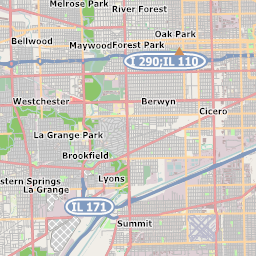 Melrose Park
River Forest
Oak Park
Bellwood
Maywood
Forest Park
I 290;IL 110
Westchester
Berwyn
Cicero
La Grange Park
Brookfield
Lyons
estern Springs
La Grange
IL 171
Summit